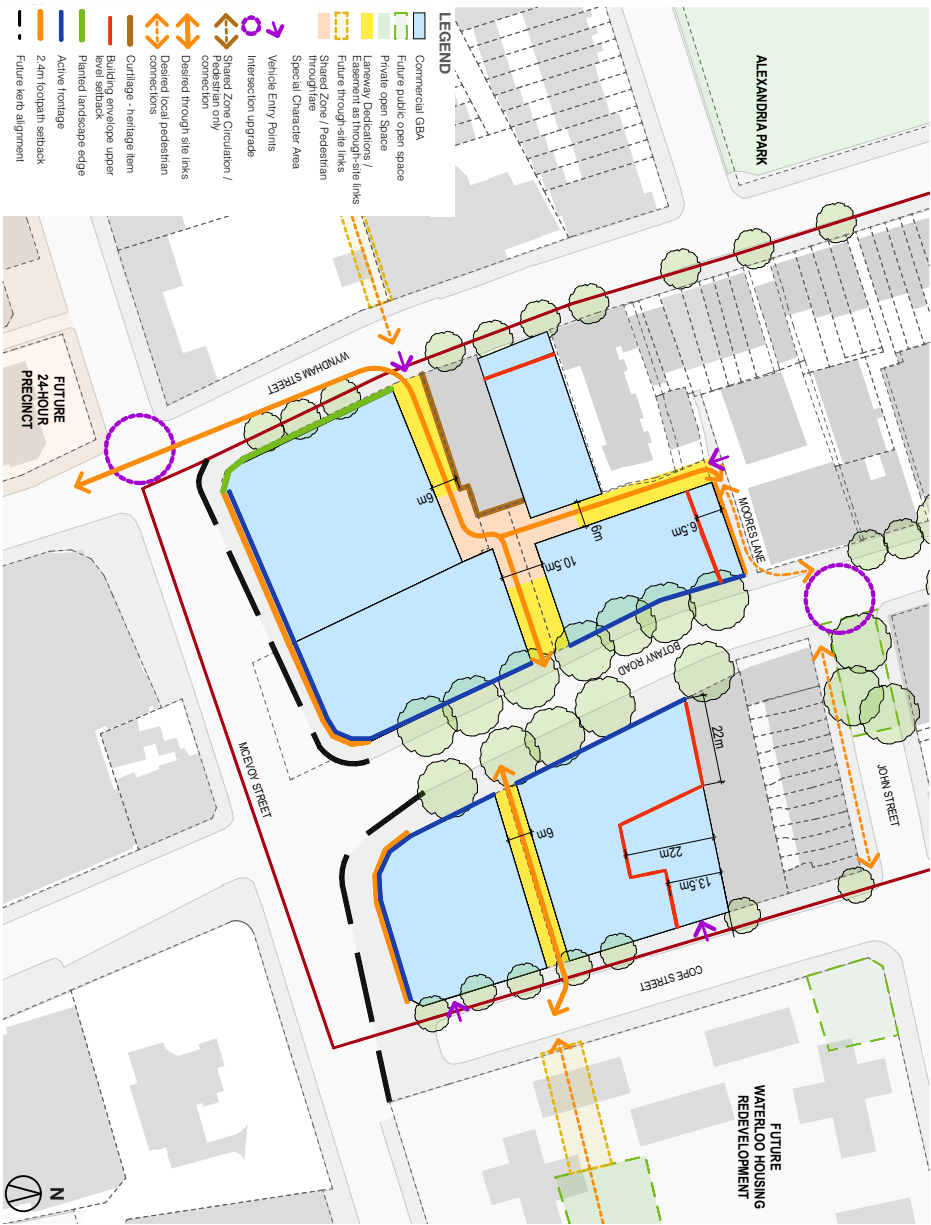 LEGEND
Commercial GBA
Future public open space
Private open Space
Laneway Dedications /
Easement as through-site links
Future through-site links
Shared Zone / Pedestrian
throughfare
Special Character Area
Vehicle Entry Points
Intersection upgrade
Shared Zone Circulation /
Pedestrian only
connection
Desired through site links
Desired local pedestrian
connections
Curtilage - heritage item
Building envelope upper
level setback
Planted landscape edge
Active frontage
2.4m footpath setback
Future kerb alignment
ALEXANDRIA PARK
WYNDHAM STREET
FUTURE
24-HOUR
PRECINCT
MOORES LANE
BOTANY ROAD
JOHN STREET
MCEVOY STREET
COPE STREET
6m
6m
6.5m
10.5m
22m
22m
13.5m
6m
FUTURE
WATERLOO HOUSING
REDEVELOPMENT
N